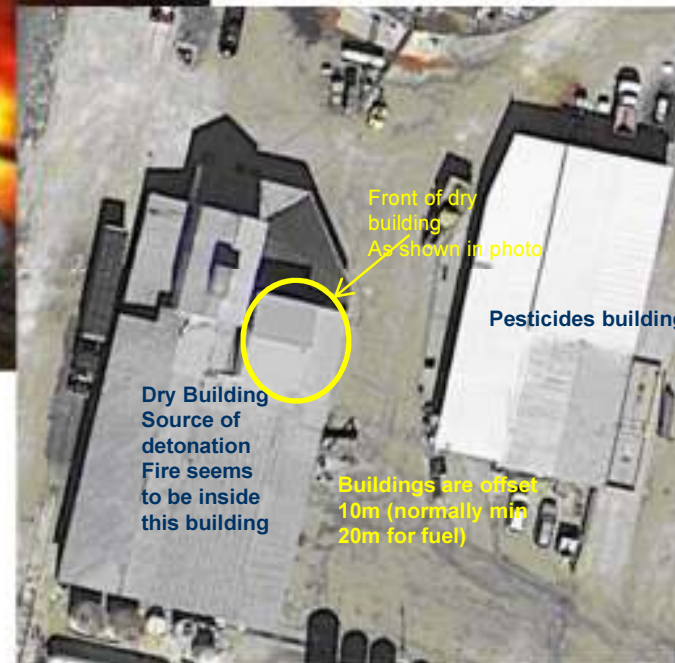 Front of dry
building
As shown in photo
Pesticides building
Dry Building
Source of
detonation
Fire seems
to be inside
this building
Buildings are offset
10m (normally min
20m for fuel)